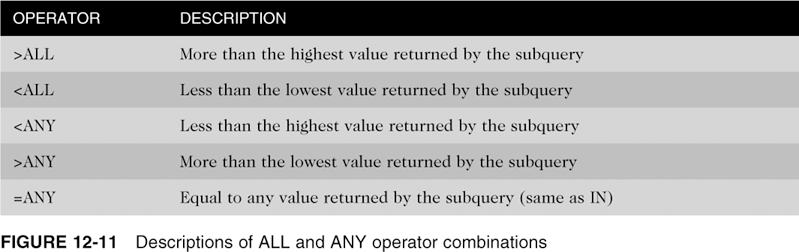 OPERATOR DESCRIPTION
>ALL More than the highest value returned by the subquery
<ALL Less than the lowest value returned by the subquery
<ANY Less than the highest value returned by the subquery
>ANY More than the lowest value returned by the subquery
=ANY Equal to any value returned by the subquery (same as IN)
FIGURE 12-11 Descriptions of ALL and ANY operator combinations